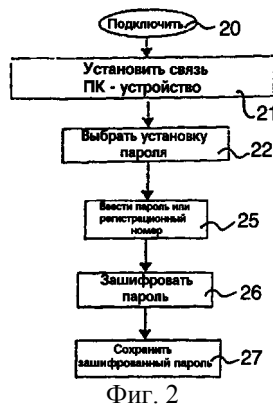 Подключить
20
Установить связь
ПК - устройство
21
Выбрать установку
пароля
22
Ввести пароль или
регистрационный
номер
25
Зашифровать
пароль
26
Сохранить
зашифрованный пароль
27
Фиг. 2